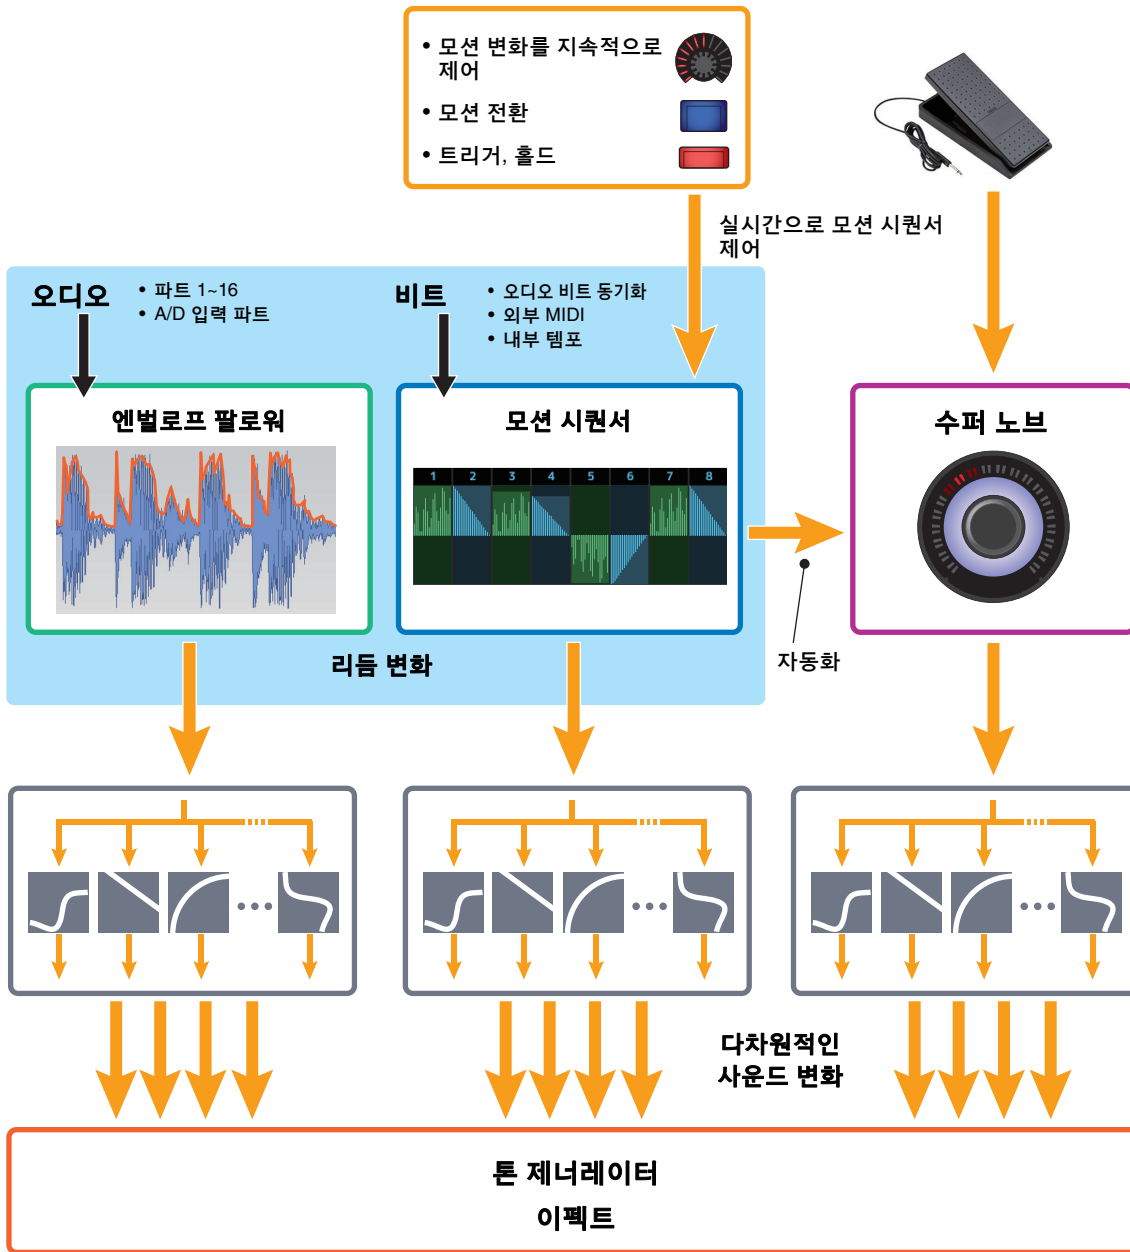 • 모션 변화를 지속적으로
제어
• 모션 전환
• 트리거, 홀드
실시간으로 모션 시퀀서
제어
오디오
• 파트 1~16
• A/D 입력 파트
비트
• 오디오 비트 동기화
• 외부 MIDI
• 내부 템포
엔벌로프 팔로워
모션 시퀀서
수퍼 노브
1 2 3 4 5 6 7 8
자동화
리듬 변화
다차원적인
사운드 변화
톤 제너레이터
이펙트